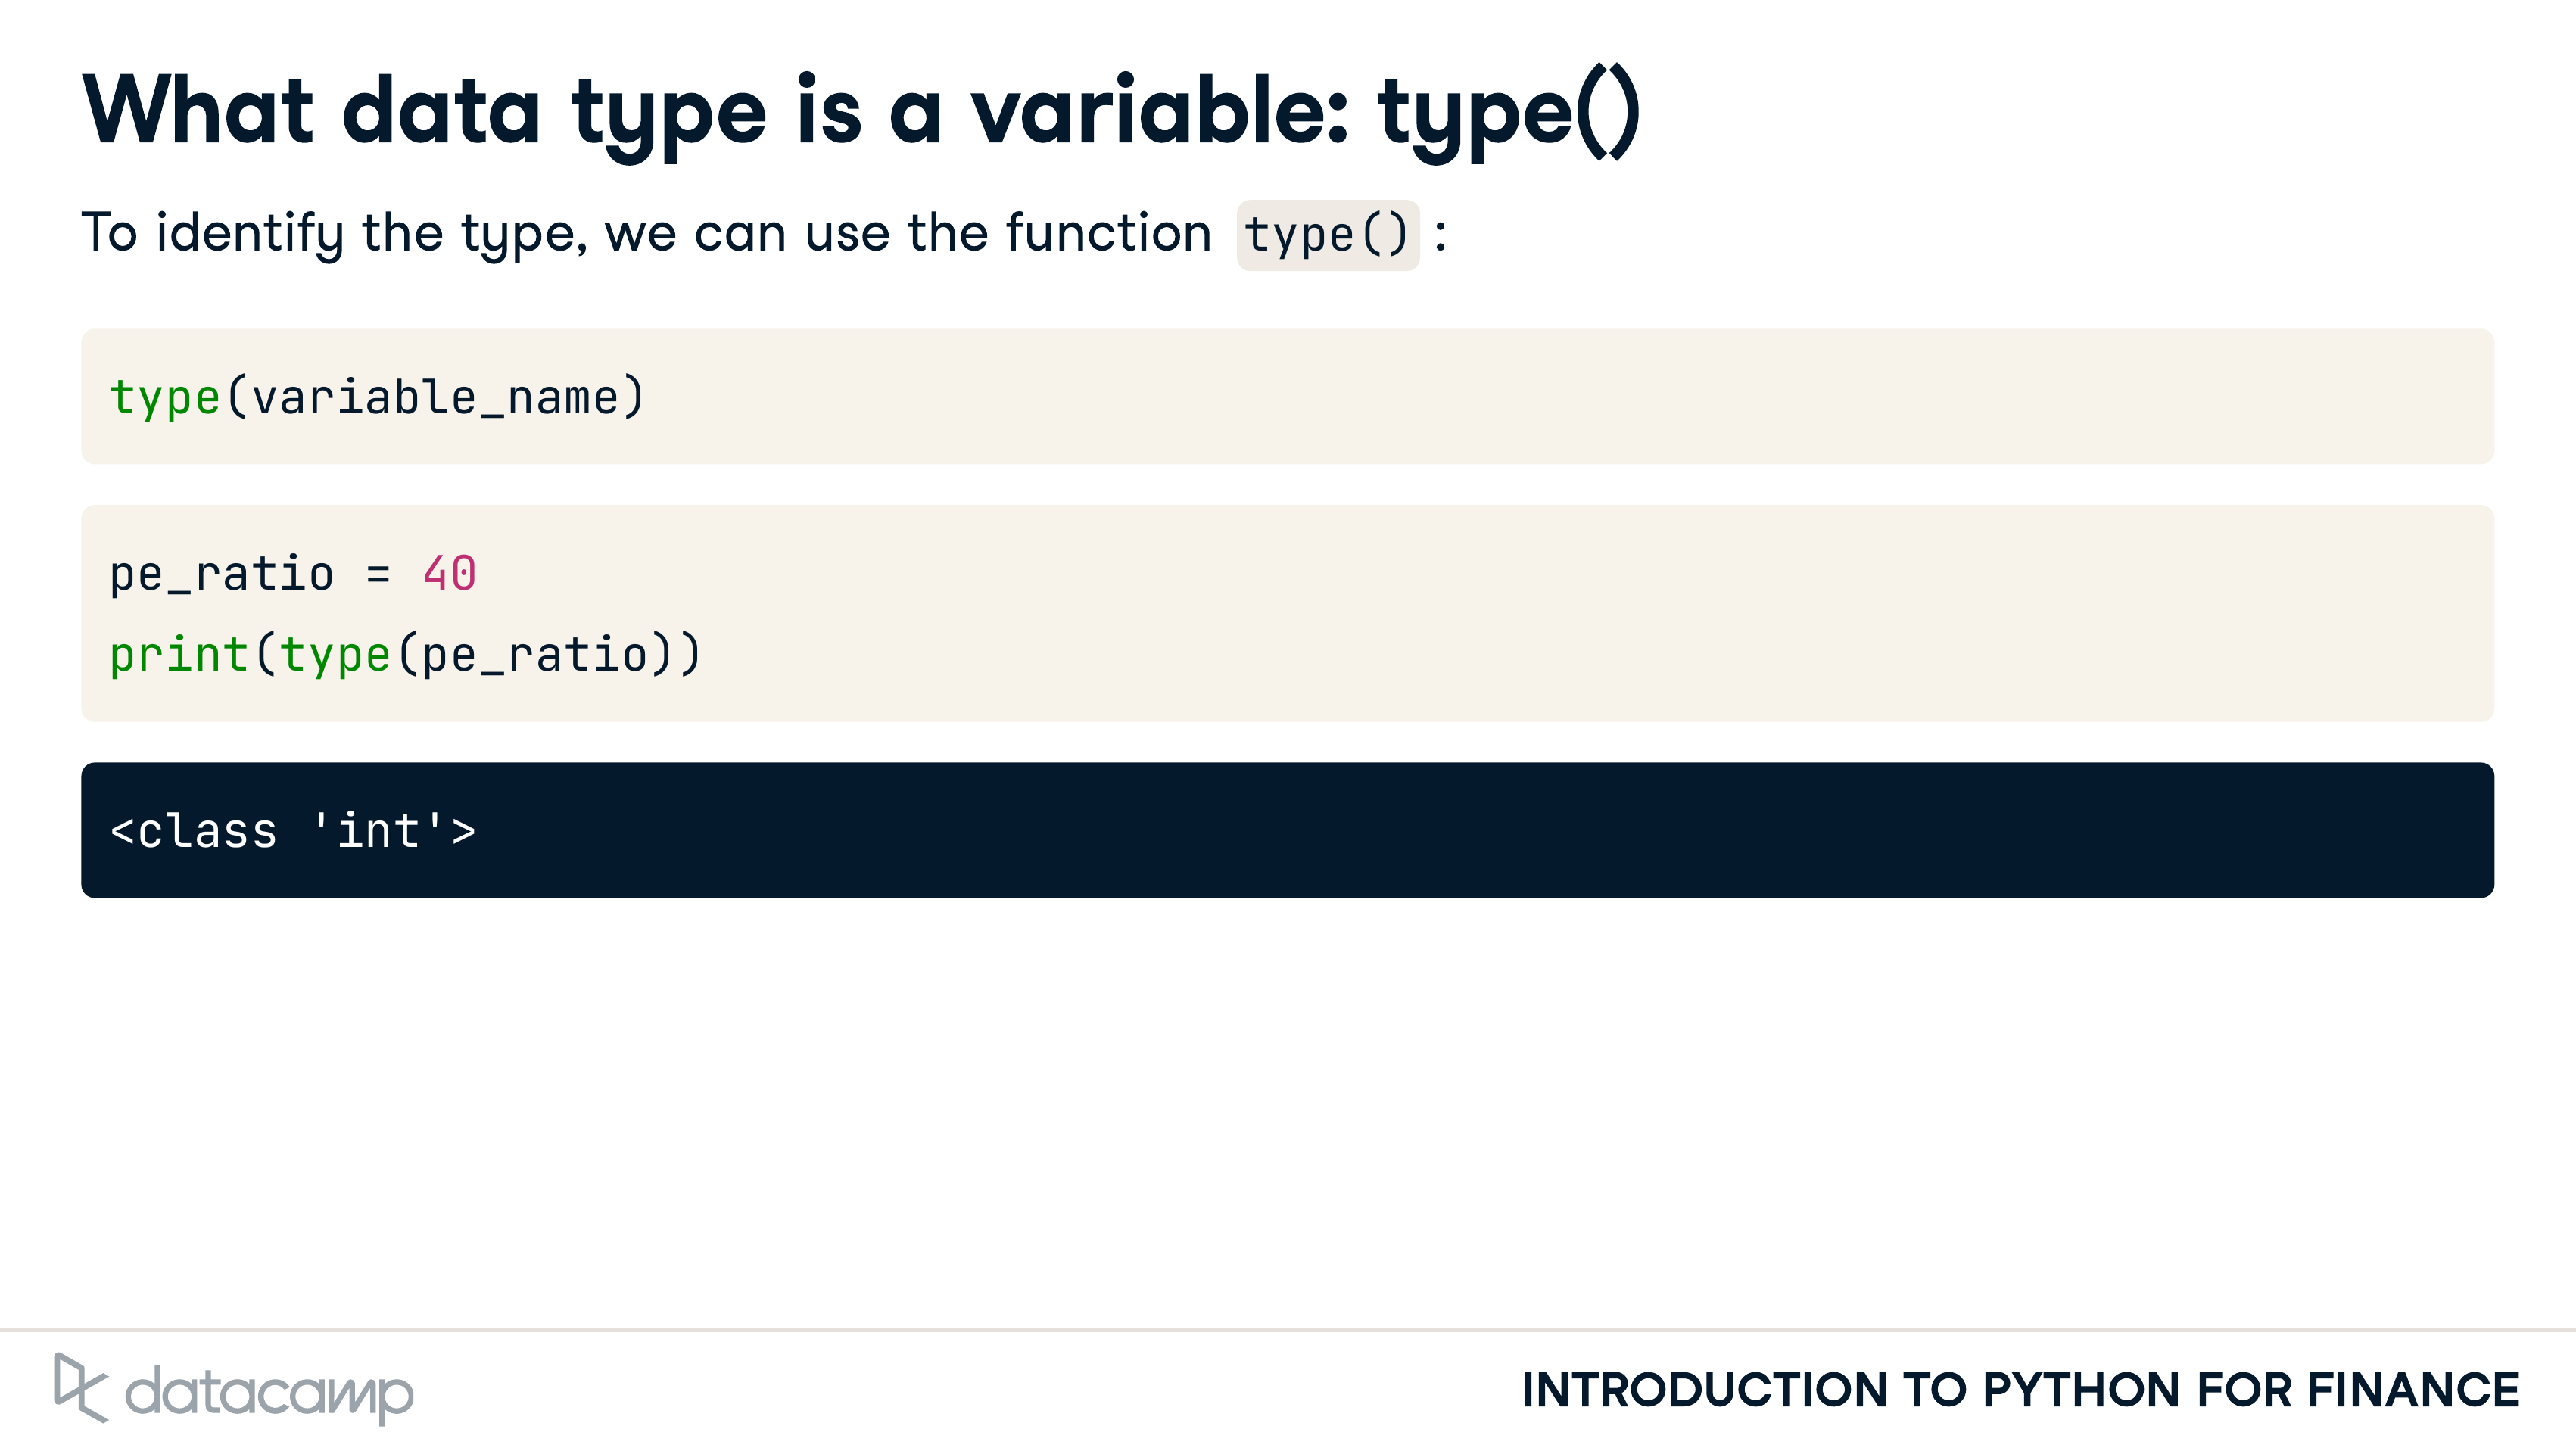 What data type is a variable: type()
To identify the type, we can use the function type() :
type(variable_name)
pe_ratio = 40
print(type(pe_ratio))
<class 'int'>
datacamp
INTRODUCTION TO PYTHON FOR FINANCE